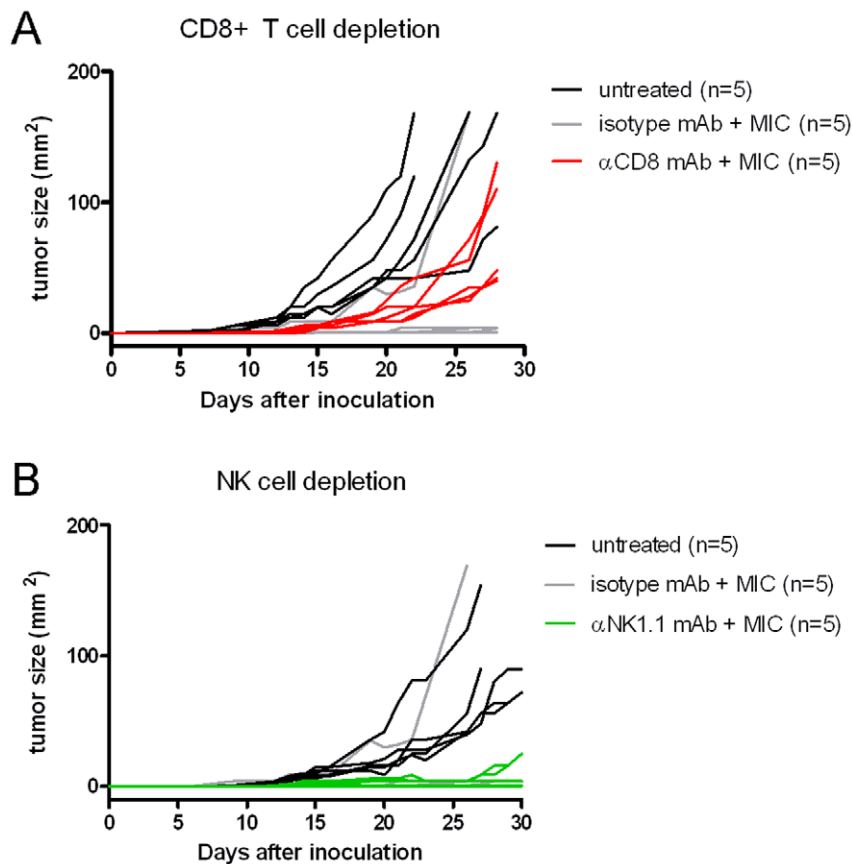 A
CD8+ T cell depletion
200
100
0
tumor size (mm²)
0 5 10 15 20 25 30
Days after inoculation
untreated (n=5)
isotype mAb + MIC (n=5)
αCD8 mAb + MIC (n=5)
B
NK cell depletion
200
100
0
tumor size (mm²)
0 5 10 15 20 25 30
Days after inoculation
untreated (n=5)
isotype mAb + MIC (n=5)
αNK1.1 mAb + MIC (n=5)